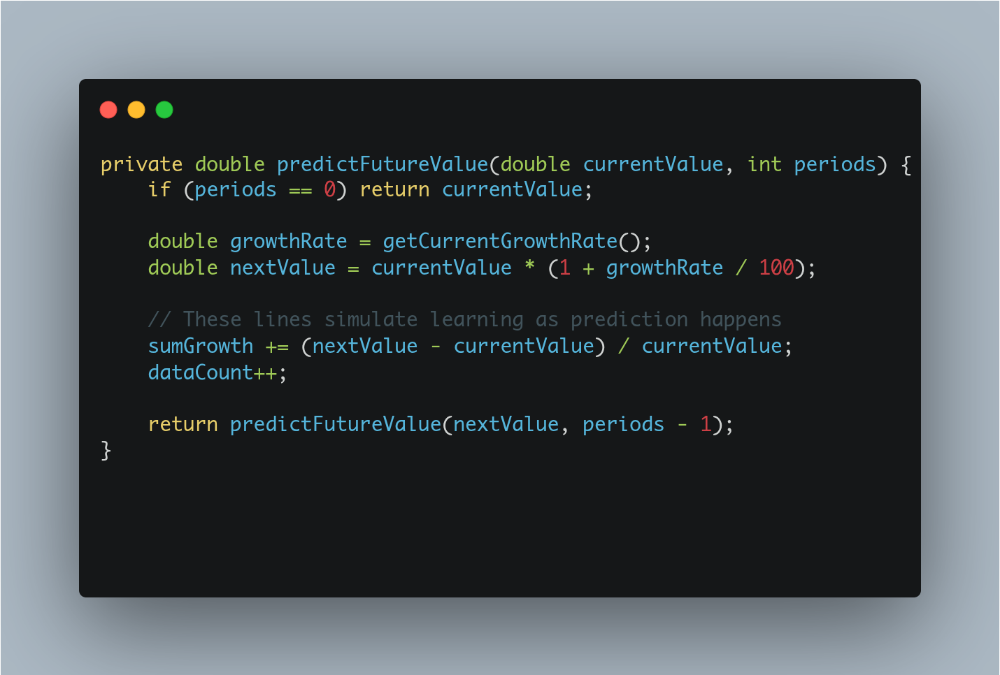 private double predictFutureValue(double currentValue, int periods) {
    if (periods == 0) return currentValue;

    double growthRate = getCurrentGrowthRate();
    double nextValue = currentValue * (1 + growthRate / 100);

    // These lines simulate learning as prediction happens
    sumGrowth += (nextValue - currentValue) / currentValue;
    dataCount++;

    return predictFutureValue(nextValue, periods - 1);
}